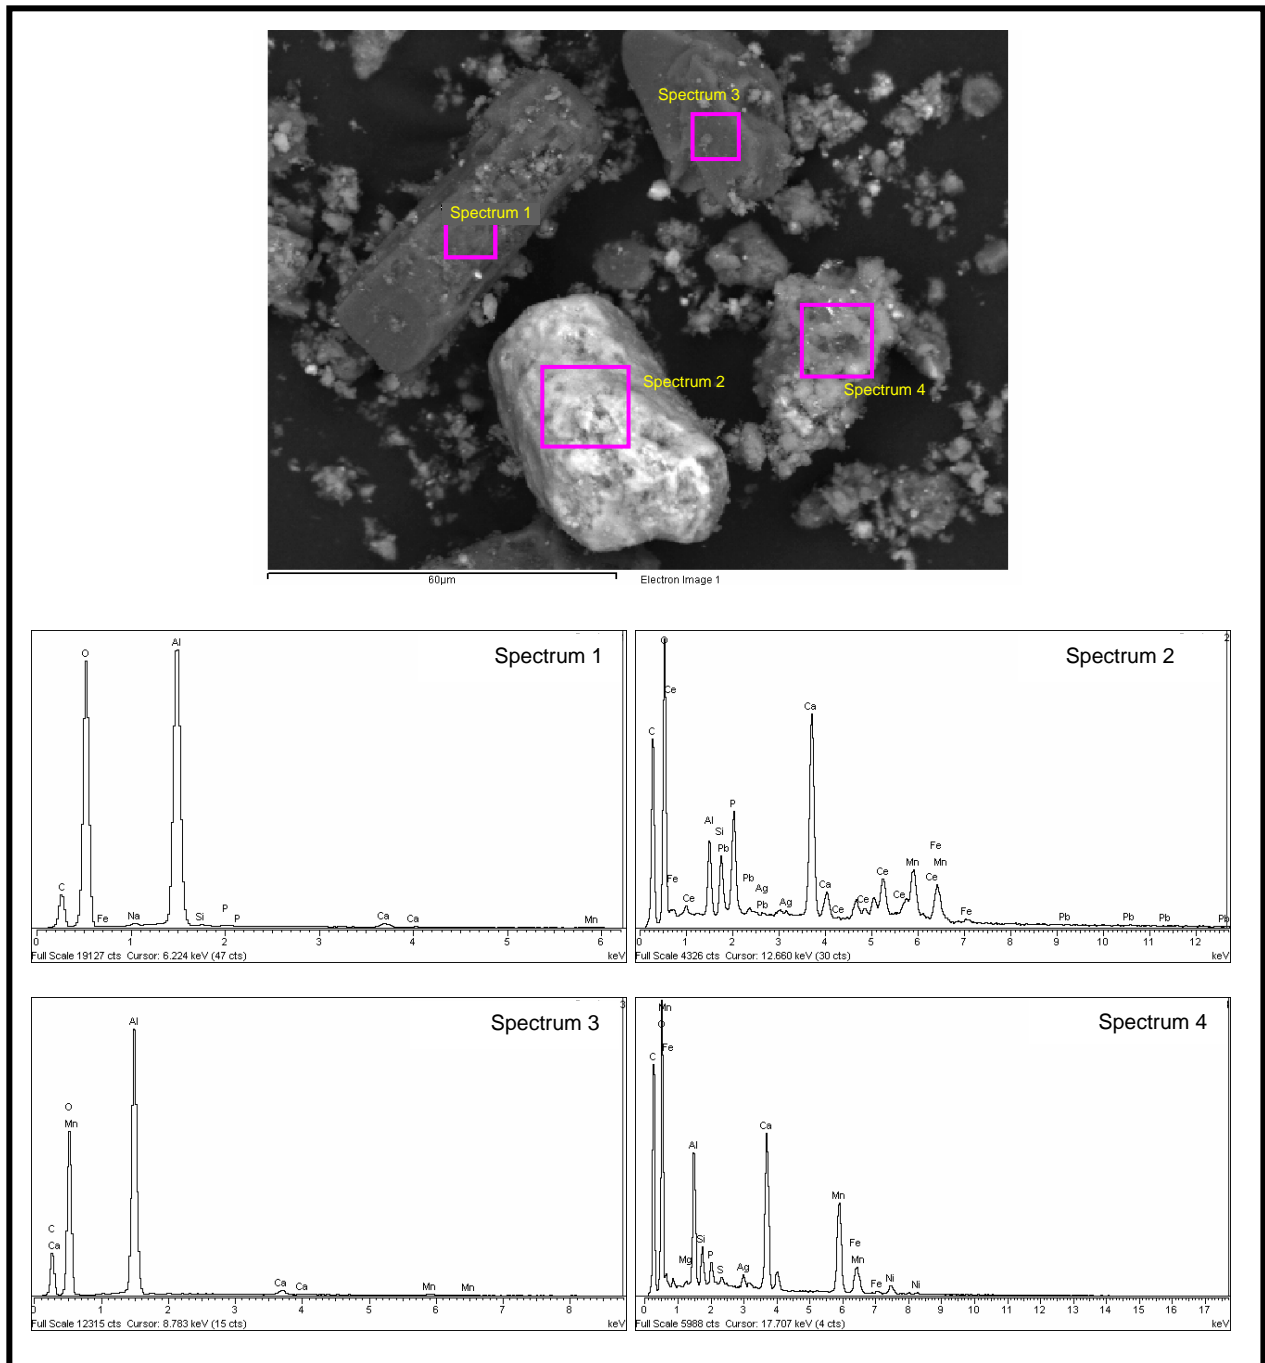 Spectrum 3
Spectrum 1
Spectrum 2
Spectrum 4
60µm Electron Image 1
Spectrum 1
Al
O
C
Fe Na Si P P Ca Ca Mn
0 1 2 3 4 5 6
Full Scale 19127 cts Cursor: 6.224 keV (47 cts) keV
2
Spectrum 2
O
Ce
C
Ca
P
Al
Si
Pb
Fe Ce
Pb
Pb
Ag
Ag
Ca
Ce
Ce
Ce
Ce
Mn
Fe
Mn
Ce
Fe
Pb Pb Pb Pb
0 1 2 3 4 5 6 7 8 9 10 11 12
Full Scale 4326 cts Cursor: 12.660 keV (30 cts) keV
3
Spectrum 3
Al
O
Mn
C
Ca
Ca Ca Mn Mn
0 1 2 3 4 5 6 7 8
Full Scale 12315 cts Cursor: 8.783 keV (15 cts) keV
Spectrum 4
Mn
O
Fe
C
Al
Ca
Mg
Si
P
S
Ag
Mn
Fe
Mn
Fe
Ni
Ni
0 1 2 3 4 5 6 7 8 9 10 11 12 13 14 15 16 17
Full Scale 5988 cts Cursor: 17.707 keV (4 cts) keV